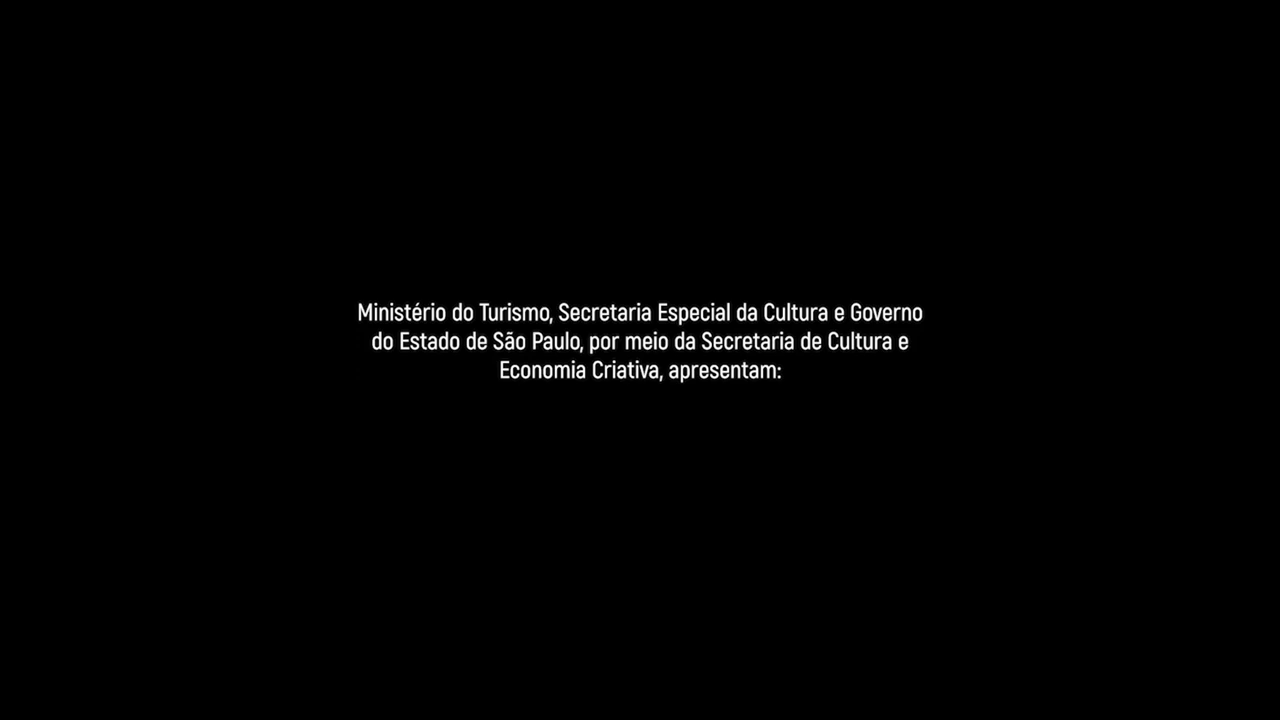 Ministério do Turismo, Secretaria Especial da Cultura e Governo
do Estado de São Paulo, por meio da Secretaria de Cultura e
Economia Criativa, apresentam: